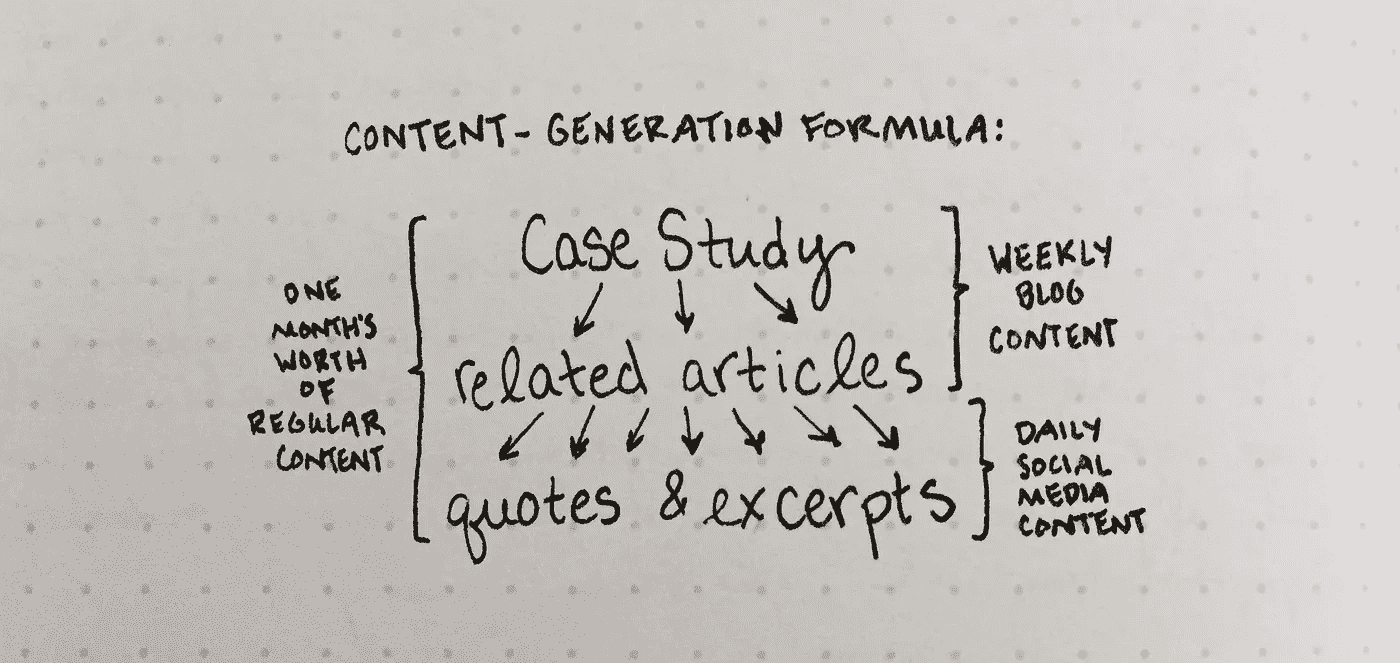 CONTENT-GENERATION FORMULA:
ONE
MONTH'S
WORTH
OF
REGULAR
CONTENT
Case Study
related articles
quotes & excerpts
WEEKLY
BLOG
CONTENT
DAILY
SOCIAL
MEDIA
CONTENT